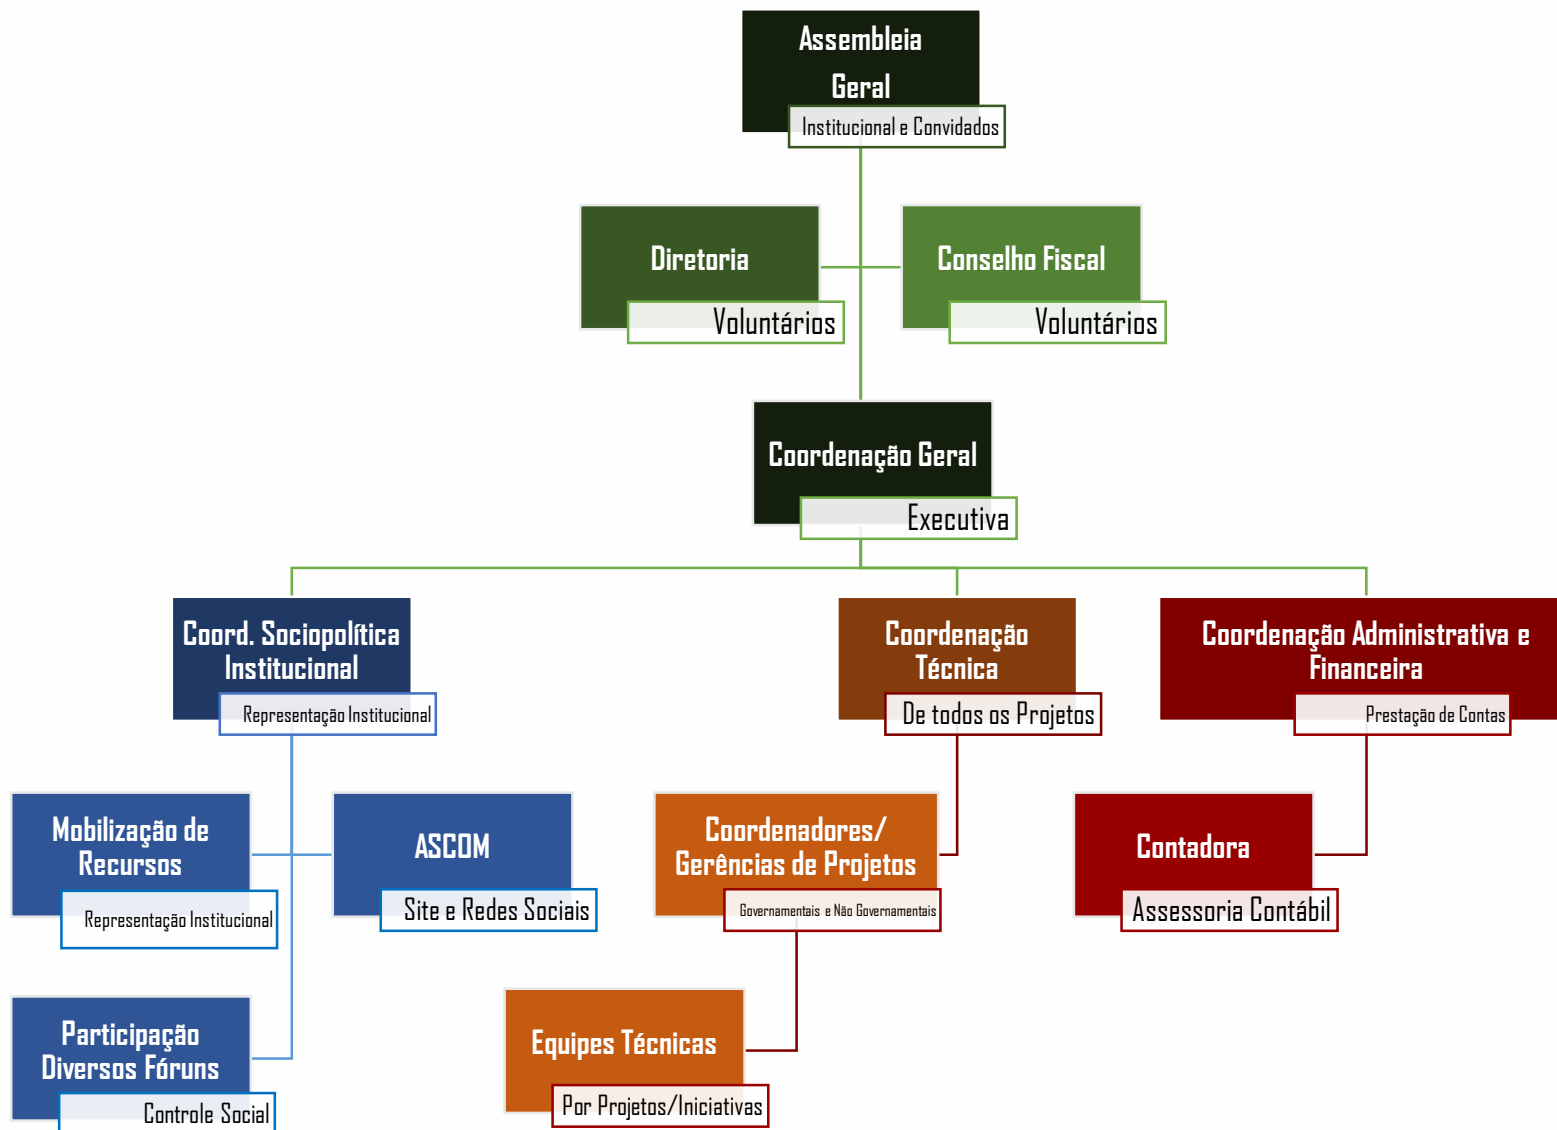 Assembleia
Geral
Institucional e Convidados
Diretoria
Voluntários
Conselho Fiscal
Voluntários
Coordenação Geral
Executiva
Coord. Sociopolítica
Institucional
Representação Institucional
Coordenação
Técnica
De todos os Projetos
Coordenação Administrativa e
Financeira
Prestação de Contas
Mobilização de
Recursos
Representação Institucional
ASCOM
Site e Redes Sociais
Coordenadores/
Gerências de Projetos
Governamentais e Não Governamentais
Contadora
Assessoria Contábil
Participação
Diversos Fóruns
Controle Social
Equipes Técnicas
Por Projetos/Iniciativas